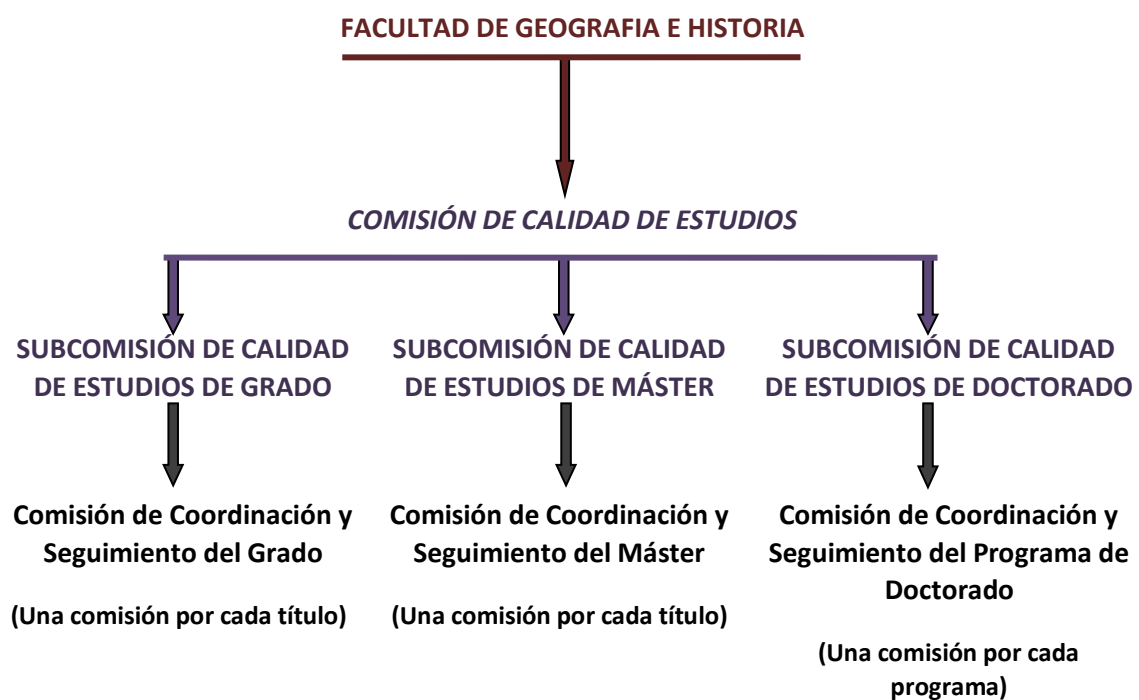 FACULTAD DE GEOGRAFIA E HISTORIA
COMISIÓN DE CALIDAD DE ESTUDIOS
SUBCOMISIÓN DE CALIDAD
DE ESTUDIOS DE GRADO
SUBCOMISIÓN DE CALIDAD
DE ESTUDIOS DE MÁSTER
SUBCOMISIÓN DE CALIDAD
DE ESTUDIOS DE DOCTORADO
Comisión de Coordinación y
Seguimiento del Grado
(Una comisión por cada título)
Comisión de Coordinación y
Seguimiento del Máster
(Una comisión por cada título)
Comisión de Coordinación y
Seguimiento del Programa de
Doctorado
(Una comisión por cada
programa)